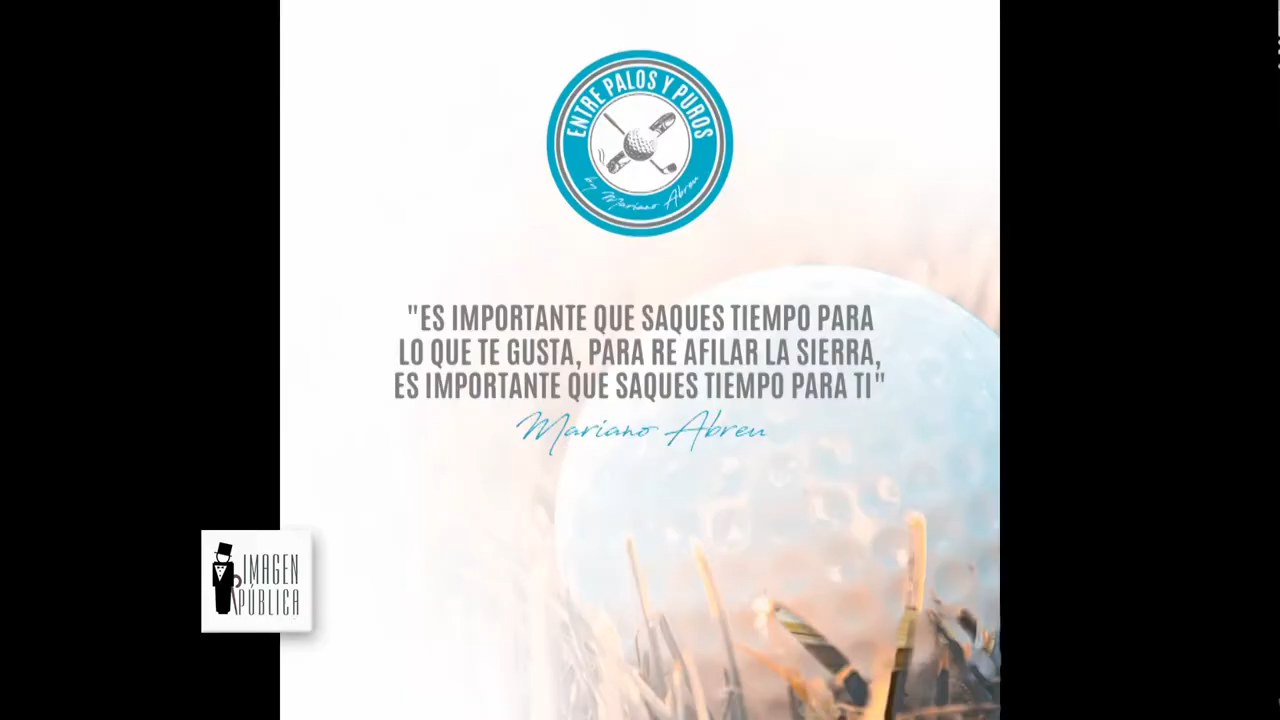 ENTRE PALOS Y PUROS
by Mariano Abreu
"ES IMPORTANTE QUE SAQUES TIEMPO PARA
LO QUE TE GUSTA, PARA RE AFILAR LA SIERRA,
ES IMPORTANTE QUE SAQUES TIEMPO PARA TI"
Mariano Abreu
IMAGEN
PÚBLICA